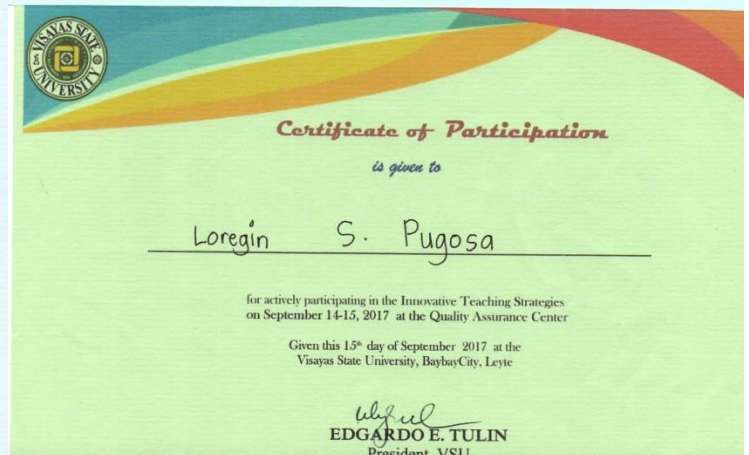 VISAYAS STATE
UNIVERSITY
Certificate of Participation
is given to
Loregin S. Pugosa
for actively participating in the Innovative Teaching Strategies
on September 14-15, 2017 at the Quality Assurance Center
Given this 15th day of September 2017 at the
Visayas State University, BaybayCity, Leyte
EDGARDO E. TULIN
President, VSU